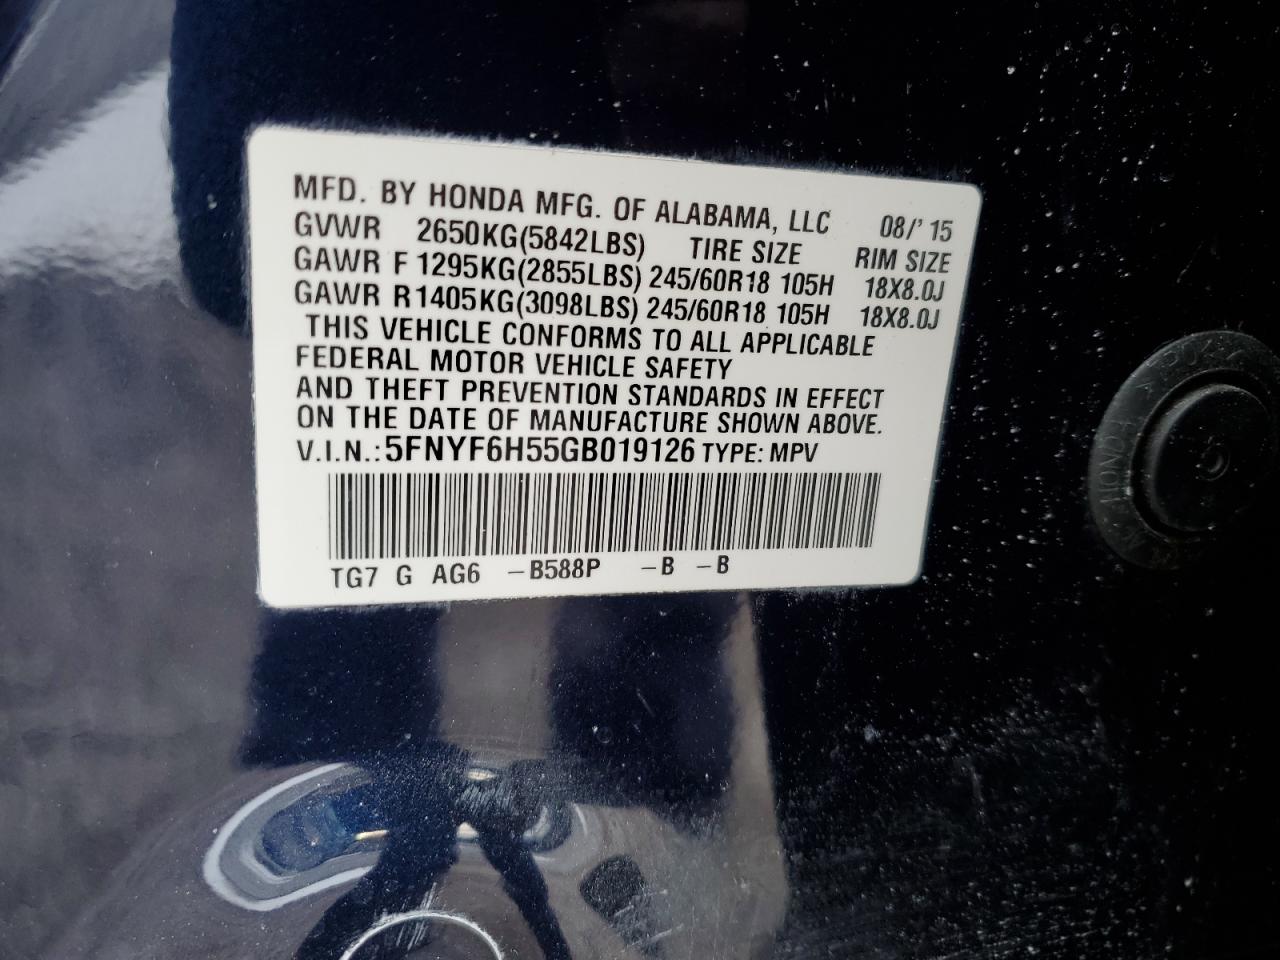 MFD. BY HONDA MFG. OF ALABAMA, LLC 08/'15
GVWR 2650KG(5842LBS) TIRE SIZE RIM SIZE
GAWR F 1295KG(2855LBS) 245/60R18 105H 18X8.0J
GAWR R1405KG(3098LBS) 245/60R18 105H 18X8.0J
THIS VEHICLE CONFORMS TO ALL APPLICABLE
FEDERAL MOTOR VEHICLE SAFETY
AND THEFT PREVENTION STANDARDS IN EFFECT
ON THE DATE OF MANUFACTURE SHOWN ABOVE.
V.I.N.: 5FNYF6H55GB019126 TYPE: MPV
TG7 G AG6 -B588P -B -B
HONDA